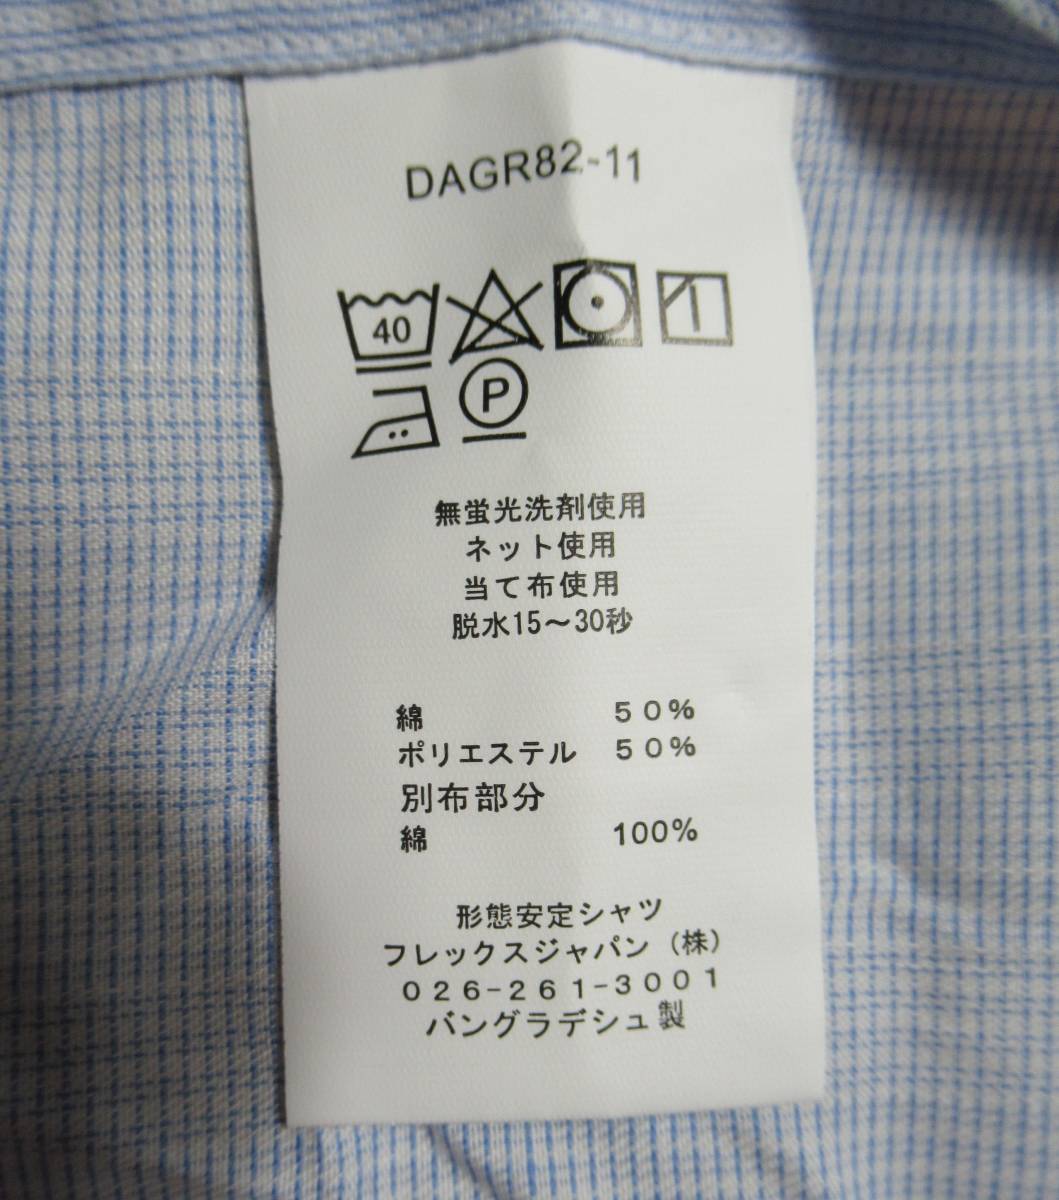 DAGR82-11
40
P
無蛍光洗剤使用
ネット使用
当て布使用
脱水15〜30秒
綿 50%
ポリエステル 50%
別布部分
綿 100%
形態安定シャツ
フレックスジャパン(株)
026-261-3001
バングラデシュ製